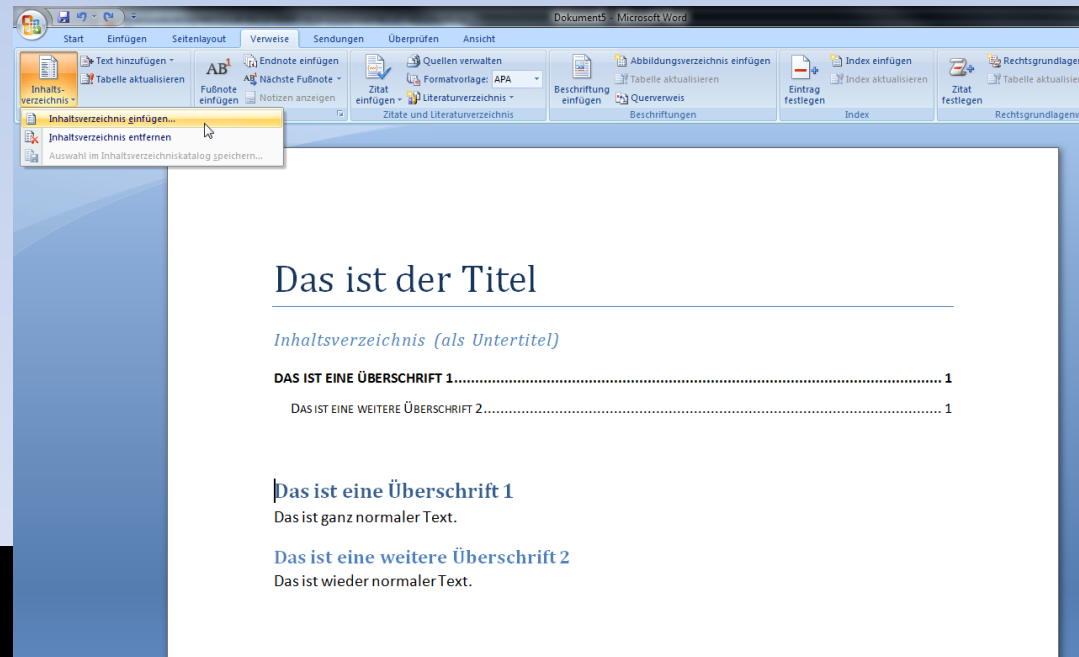 Dokument5 - Microsoft Word
Start Einfügen Seitenlayout Verweise Sendungen Überprüfen Ansicht
Inhalts-
verzeichnis
Text hinzufügen
Tabelle aktualisieren
AB¹
Fußnote
einfügen
Endnote einfügen
AB¹ Nächste Fußnote
Notizen anzeigen
Zitat
einfügen
Quellen verwalten
Formatvorlage: APA
Literaturverzeichnis
Zitate und Literaturverzeichnis
Beschriftung
einfügen
Abbildungsverzeichnis einfügen
Tabelle aktualisieren
Querverweis
Beschriftungen
Eintrag
festlegen
Index einfügen
Index aktualisieren
Index
Zitat
festlegen
Rechtsgrundlage
Tabelle aktualisie
Rechtsgrundlagen
Inhaltsverzeichnis einfügen...
Inhaltsverzeichnis entfernen
Auswahl im Inhaltsverzeichniskatalog speichern...
Das ist der Titel
Inhaltsverzeichnis (als Untertitel)
DAS IST EINE ÜBERSCHRIFT 1.......... 1
DAS IST EINE WEITERE ÜBERSCHRIFT 2.......... 1
Das ist eine Überschrift 1
Das ist ganz normaler Text.
Das ist eine weitere Überschrift 2
Das ist wieder normaler Text.